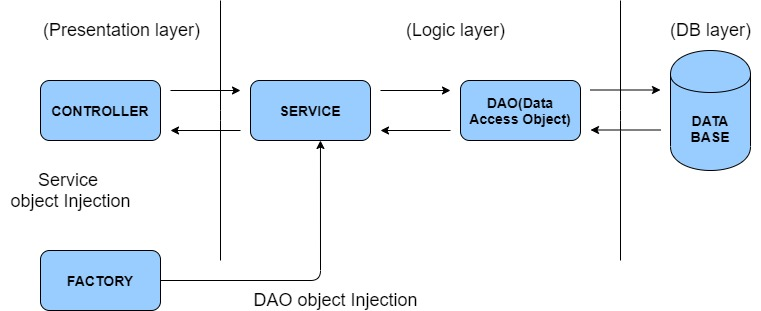 (Presentation layer)
(Logic layer)
(DB layer)
CONTROLLER
SERVICE
DAO(Data
Access Object)
DATA
BASE
Service
object Injection
FACTORY
DAO object Injection